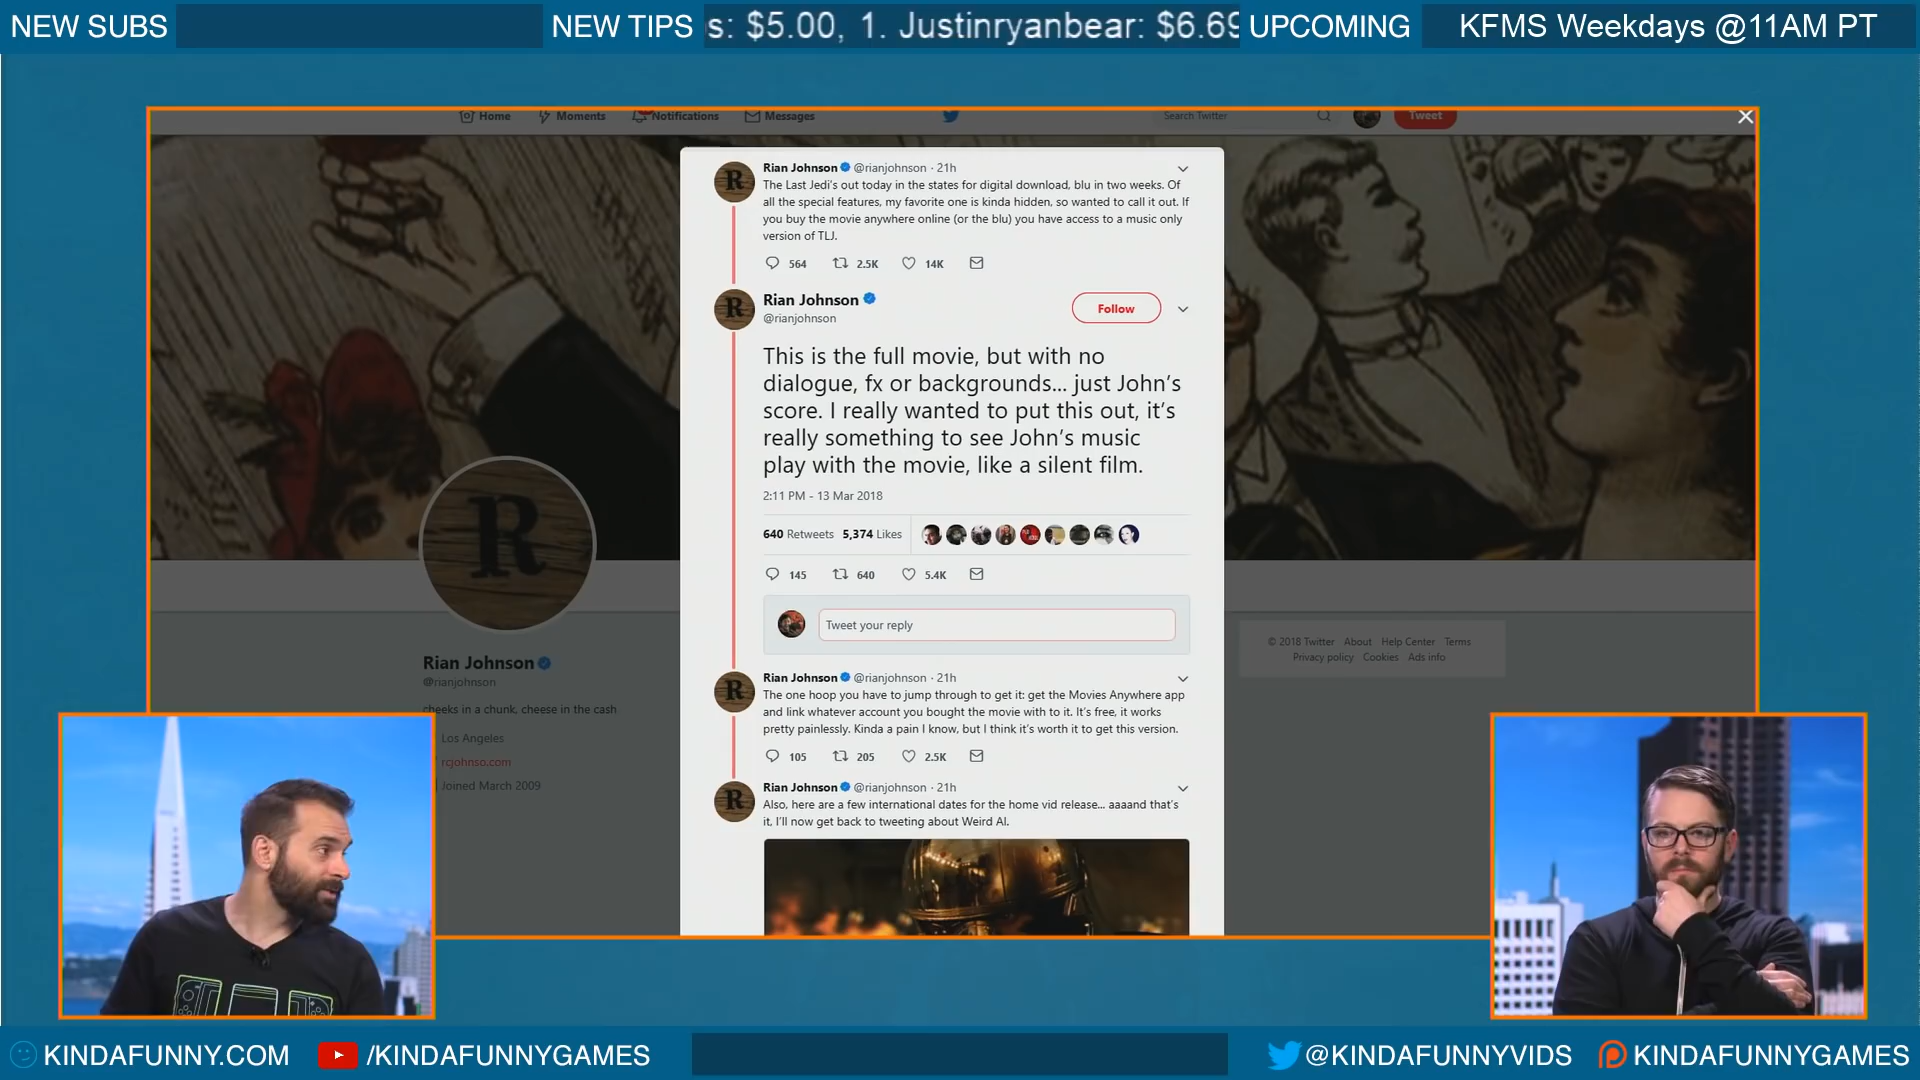 NEW SUBS
NEW TIPS
s: $5.00, 1. Justinryanbear: $6.69
UPCOMING
KFMS Weekdays @11AM PT
Home
Moments
Notifications
Messages
Search Twitter
Tweet
Rian Johnson @rianjohnson · 21h
The Last Jedi's out today in the states for digital download, blu in two weeks. Of
all the special features, my favorite one is kinda hidden, so wanted to call it out. If
you buy the movie anywhere online (or the blu) you have access to a music only
version of TLJ.
564 2.5K 14K
Rian Johnson
@rianjohnson
Follow
This is the full movie, but with no
dialogue, fx or backgrounds... just John's
score. I really wanted to put this out, it's
really something to see John's music
play with the movie, like a silent film.
2:11 PM - 13 Mar 2018
640 Retweets 5,374 Likes
145 640 5.4K
Tweet your reply
Rian Johnson @rianjohnson · 21h
The one hoop you have to jump through to get it: get the Movies Anywhere app
and link whatever account you bought the movie with to it. It's free, it works
pretty painlessly. Kinda a pain I know, but I think it's worth it to get this version.
105 205 2.5K
Rian Johnson @rianjohnson · 21h
Also, here are a few international dates for the home vid release... aaaand that's
it, I'll now get back to tweeting about Weird Al.
R
Rian Johnson
@rianjohnson
cheeks in a chunk, cheese in the cash
Los Angeles
rcjohnso.com
Joined March 2009
© 2018 Twitter About Help Center Terms
Privacy policy Cookies Ads info
KINDAFUNNY.COM
/KINDAFUNNYGAMES
@KINDAFUNNYVIDS
KINDAFUNNYGAMES